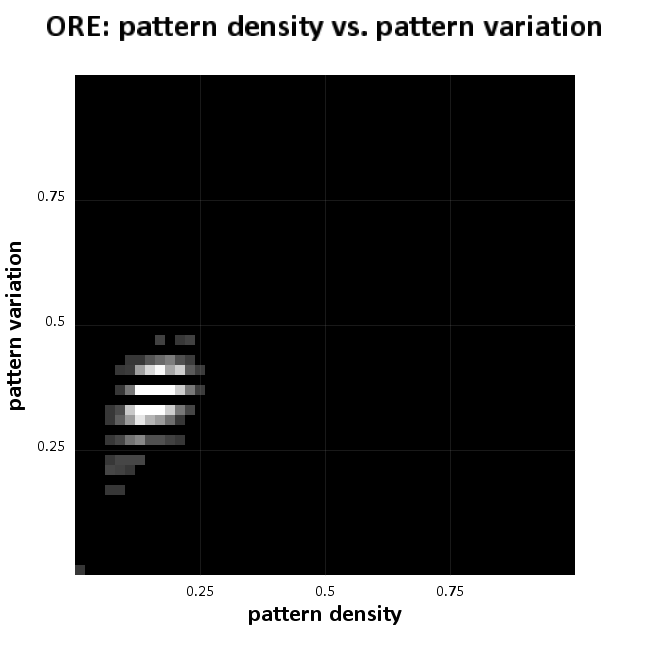 ORE: pattern density vs. pattern variation
0.75
0.5
0.25
pattern variation
0.25 0.5 0.75
pattern density